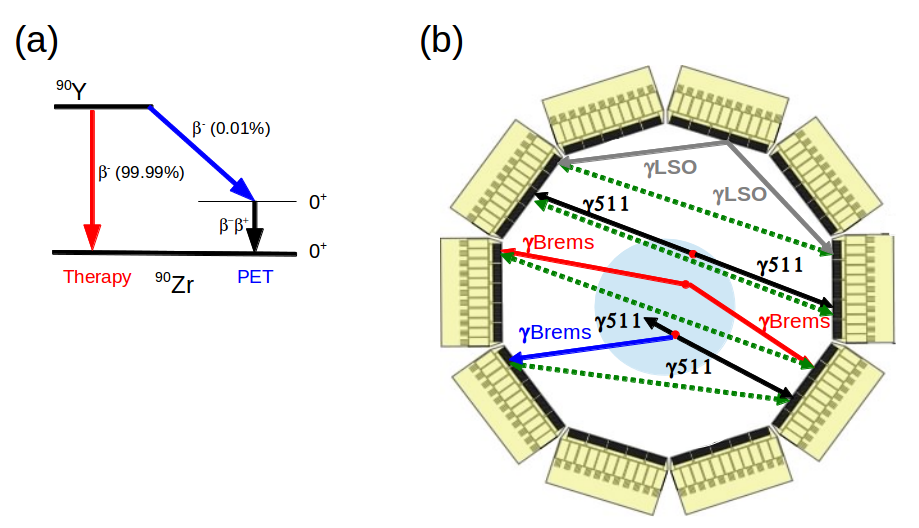 (a)
(b)
⁹⁰Y
β⁻ (0.01%)
β⁻ (99.99%)
0⁺
β⁻β⁺
0⁺
Therapy
⁹⁰Zr
PET
γLSO
γLSO
γ511
γBrems
γ511
γBrems
γ511
γBrems
γ511